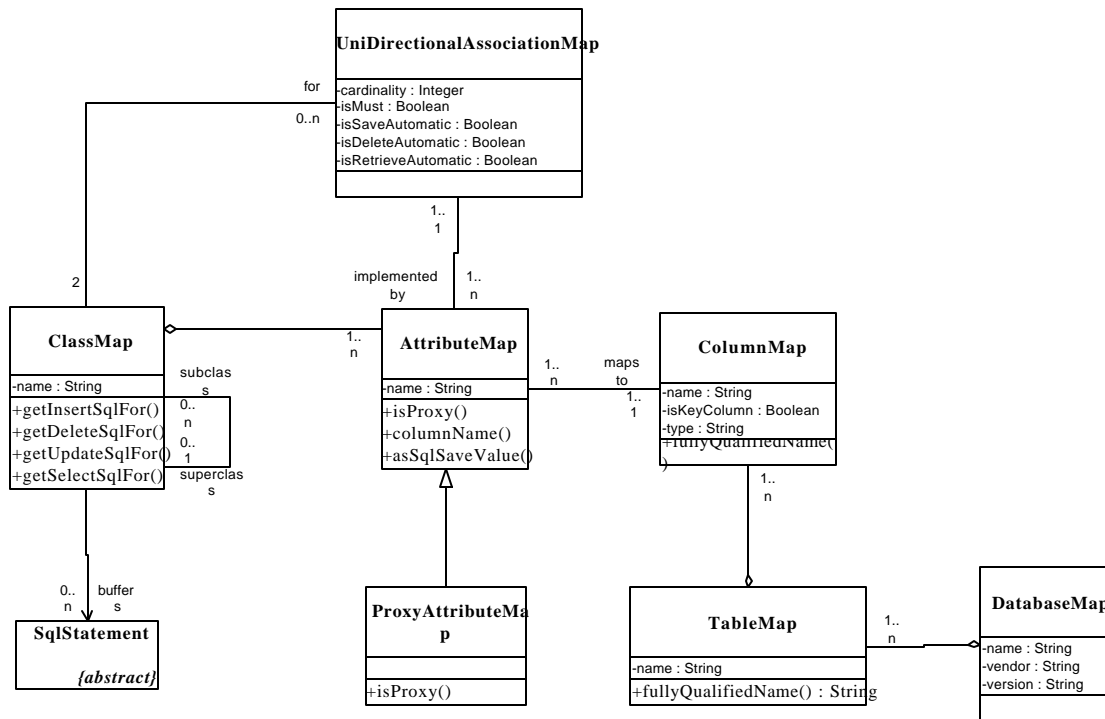 UniDirectionalAssociationMap
-cardinality : Integer
-isMust : Boolean
-isSaveAutomatic : Boolean
-isDeleteAutomatic : Boolean
-isRetrieveAutomatic : Boolean
for
0..n
1..
1
2
implemented
by
1..
n
ClassMap
-name : String
+getInsertSqlFor()
+getDeleteSqlFor()
+getUpdateSqlFor()
+getSelectSqlFor()
subclas
s
0..
n
0..
1
superclas
s
1..
n
AttributeMap
-name : String
+isProxy()
+columnName()
+asSqlSaveValue()
1..
n
maps
to
1..
1
ColumnMap
-name : String
-isKeyColumn : Boolean
-type : String
+fullyQualifiedName(
)
1..
n
0..
n
buffer
s
SqlStatement
{abstract}
ProxyAttributeMa
p
+isProxy()
TableMap
-name : String
+fullyQualifiedName() : String
1..
n
DatabaseMap
-name : String
-vendor : String
-version : String